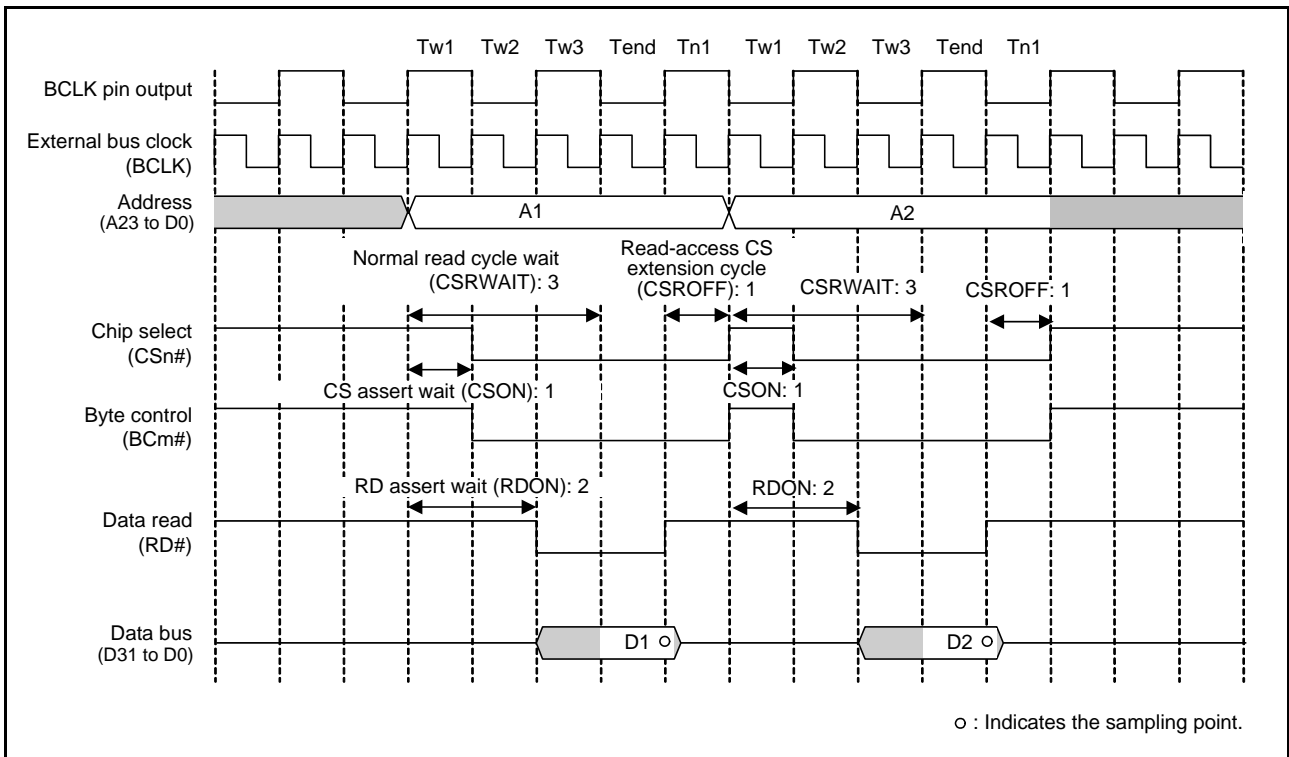 Tw1 Tw2 Tw3 Tend Tn1 Tw1 Tw2 Tw3 Tend Tn1
BCLK pin output
External bus clock
(BCLK)
Address
(A23 to D0)
A1
A2
Normal read cycle wait
(CSRWAIT): 3
Read-access CS
extension cycle
(CSROFF): 1
CSRWAIT: 3
CSROFF: 1
Chip select
(CSn#)
CS assert wait (CSON): 1
CSON: 1
Byte control
(BCm#)
RD assert wait (RDON): 2
RDON: 2
Data read
(RD#)
Data bus
(D31 to D0)
D1
D2
: Indicates the sampling point.